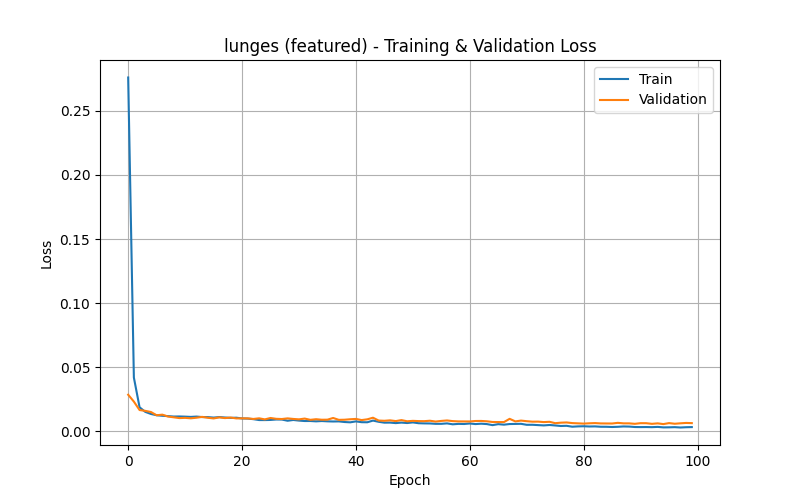 lunges (featured) - Training & Validation Loss
Train
Validation
0.25
0.20
0.15
0.10
0.05
0.00
Loss
0 20 40 60 80 100
Epoch